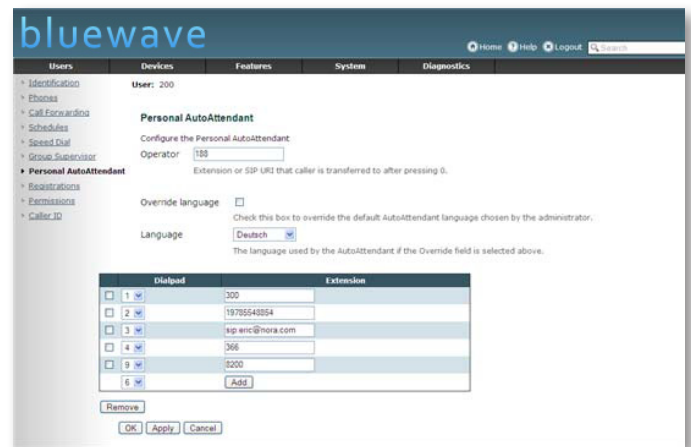 bluewave
Home Help Logout Search
Users Devices Features System Diagnostics
Identification
Phones
Call Forwarding
Schedules
Speed Dial
Group Supervisor
Personal AutoAttendant
Registrations
Permissions
Caller ID
User: 200
Personal AutoAttendant
Configure the Personal AutoAttendant
Operator 188
Extension or SIP URI that caller is transferred to after pressing 0.
Override language
Check this box to override the default AutoAttendant language chosen by the administrator.
Language Deutsch
The language used by the AutoAttendant if the Override field is selected above.
Dialpad Extension
1 300
2 19785548854
3 sip:eric@nora.com
4 366
9 8200
6 Add
Remove
OK Apply Cancel